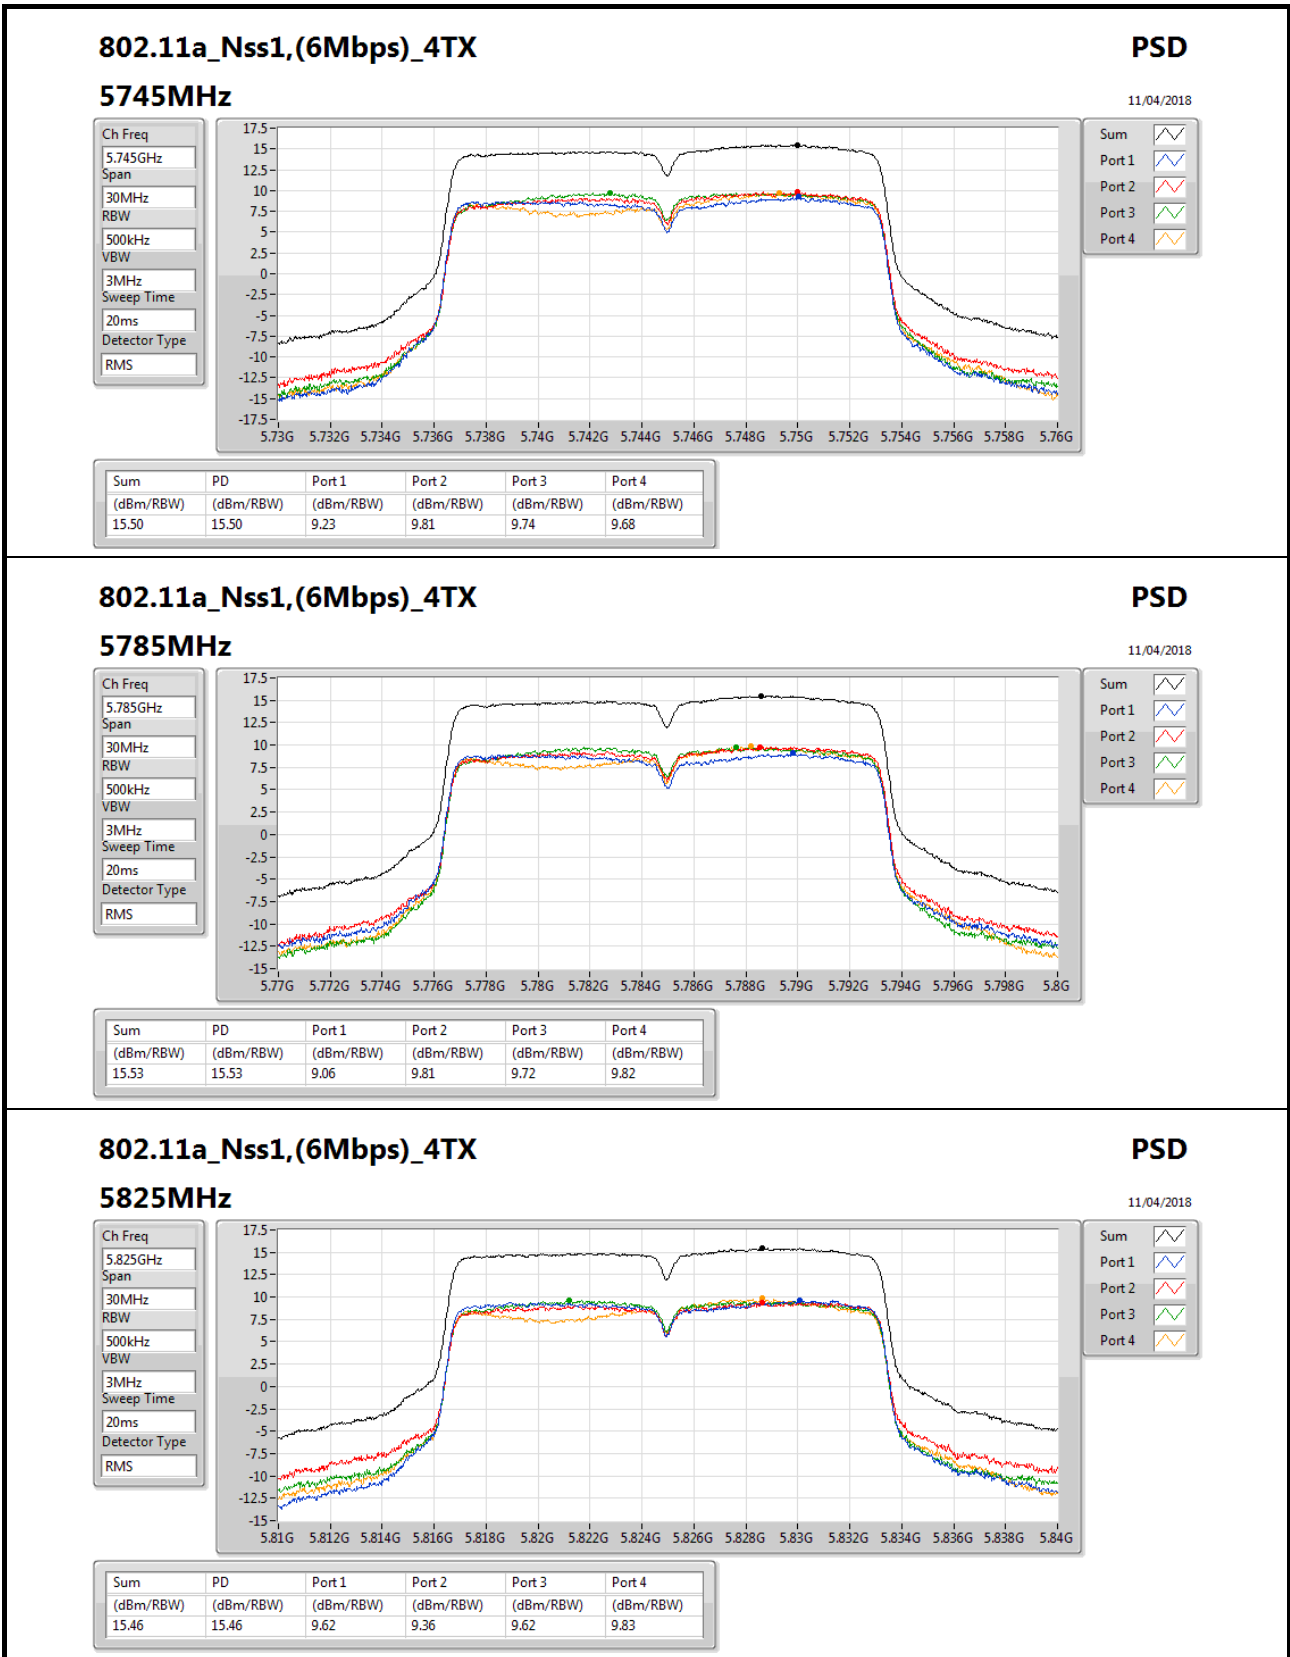 802.11a_Nss1,(6Mbps)_4TX PSD
5745MHz 11/04/2018
Ch Freq
5.745GHz
Span
30MHz
RBW
500kHz
VBW
3MHz
Sweep Time
20ms
Detector Type
RMS
17.5
15
12.5
10
7.5
5
2.5
0
-2.5
-5
-7.5
-10
-12.5
-15
-17.5
5.73G 5.732G 5.734G 5.736G 5.738G 5.74G 5.742G 5.744G 5.746G 5.748G 5.75G 5.752G 5.754G 5.756G 5.758G 5.76G
Sum
Port 1
Port 2
Port 3
Port 4
Sum PD Port 1 Port 2 Port 3 Port 4
(dBm/RBW) (dBm/RBW) (dBm/RBW) (dBm/RBW) (dBm/RBW) (dBm/RBW)
15.50 15.50 9.23 9.81 9.74 9.68
802.11a_Nss1,(6Mbps)_4TX PSD
5785MHz 11/04/2018
Ch Freq
5.785GHz
Span
30MHz
RBW
500kHz
VBW
3MHz
Sweep Time
20ms
Detector Type
RMS
17.5
15
12.5
10
7.5
5
2.5
0
-2.5
-5
-7.5
-10
-12.5
-15
5.77G 5.772G 5.774G 5.776G 5.778G 5.78G 5.782G 5.784G 5.786G 5.788G 5.79G 5.792G 5.794G 5.796G 5.798G 5.8G
Sum
Port 1
Port 2
Port 3
Port 4
Sum PD Port 1 Port 2 Port 3 Port 4
(dBm/RBW) (dBm/RBW) (dBm/RBW) (dBm/RBW) (dBm/RBW) (dBm/RBW)
15.53 15.53 9.06 9.81 9.72 9.82
802.11a_Nss1,(6Mbps)_4TX PSD
5825MHz 11/04/2018
Ch Freq
5.825GHz
Span
30MHz
RBW
500kHz
VBW
3MHz
Sweep Time
20ms
Detector Type
RMS
17.5
15
12.5
10
7.5
5
2.5
0
-2.5
-5
-7.5
-10
-12.5
-15
5.81G 5.812G 5.814G 5.816G 5.818G 5.82G 5.822G 5.824G 5.826G 5.828G 5.83G 5.832G 5.834G 5.836G 5.838G 5.84G
Sum
Port 1
Port 2
Port 3
Port 4
Sum PD Port 1 Port 2 Port 3 Port 4
(dBm/RBW) (dBm/RBW) (dBm/RBW) (dBm/RBW) (dBm/RBW) (dBm/RBW)
15.46 15.46 9.62 9.36 9.62 9.83